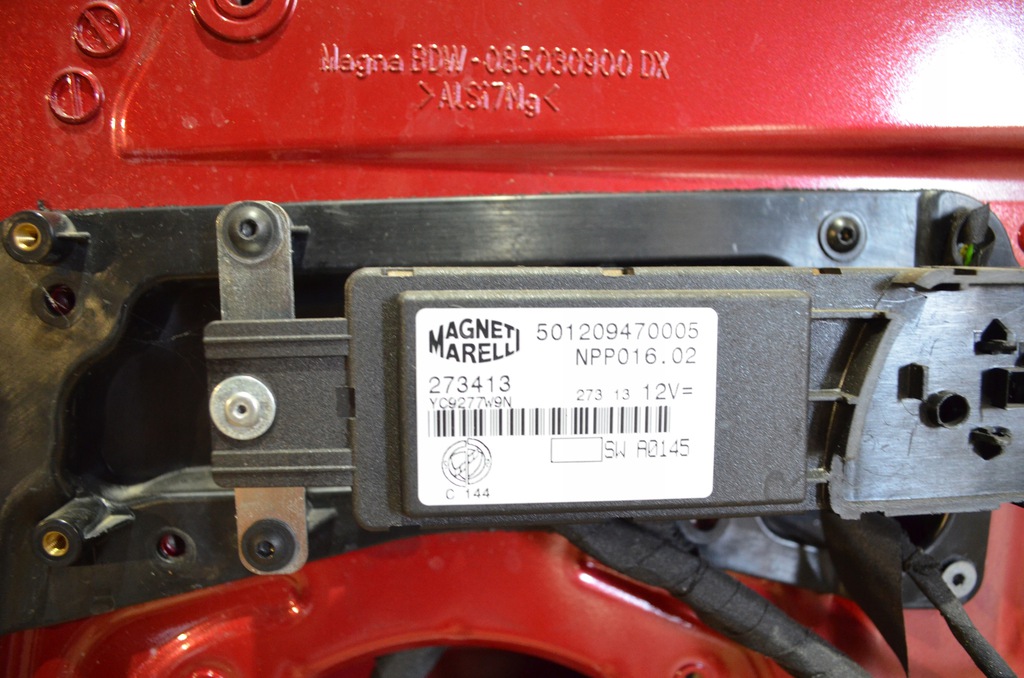 Magna BDW-085030900 DX
>AlSi7Mg<
MAGNETI
MARELLI
501209470005
NPP016.02
273413
YC9277W9N
273 13 12V=
SW A0145
C 144